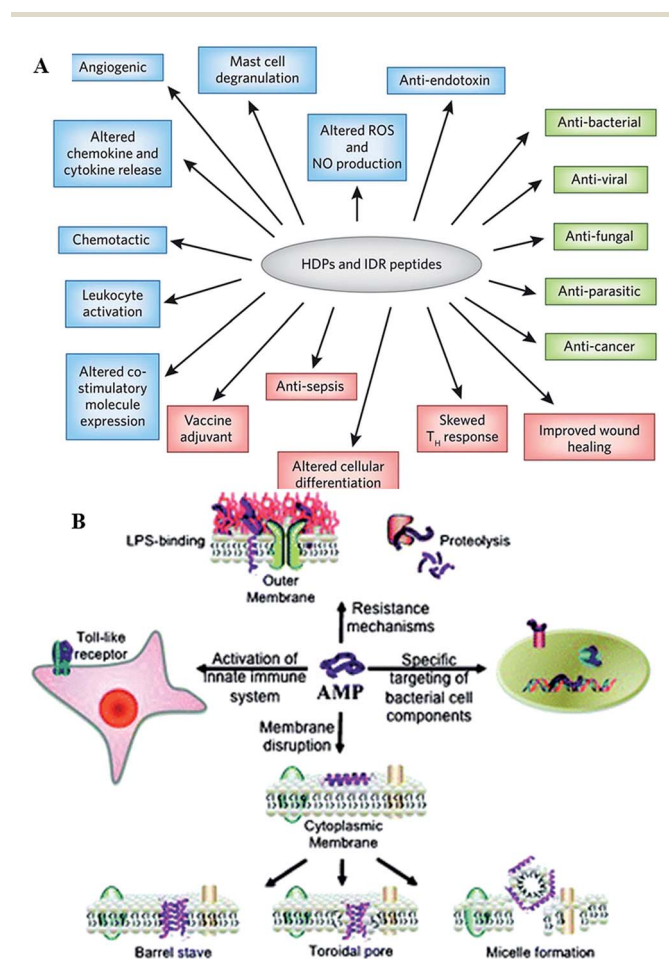 A
Angiogenic
Mast cell
degranulation
Anti-endotoxin
Altered
chemokine and
cytokine release
Altered ROS
and
NO production
Anti-bacterial
Anti-viral
Chemotactic
HDPs and IDR peptides
Anti-fungal
Leukocyte
activation
Anti-parasitic
Anti-cancer
Altered co-
stimulatory
molecule
expression
Vaccine
adjuvant
Anti-sepsis
Altered cellular
differentiation
Skewed
TH response
Improved wound
healing
B
LPS-binding
Outer
Membrane
Proteolysis
Resistance
mechanisms
Toll-like
receptor
Activation of
innate immune
system
AMP
Specific
targeting of
bacterial cell
components
Membrane
disruption
Cytoplasmic
Membrane
Barrel stave
Toroidal pore
Micelle formation